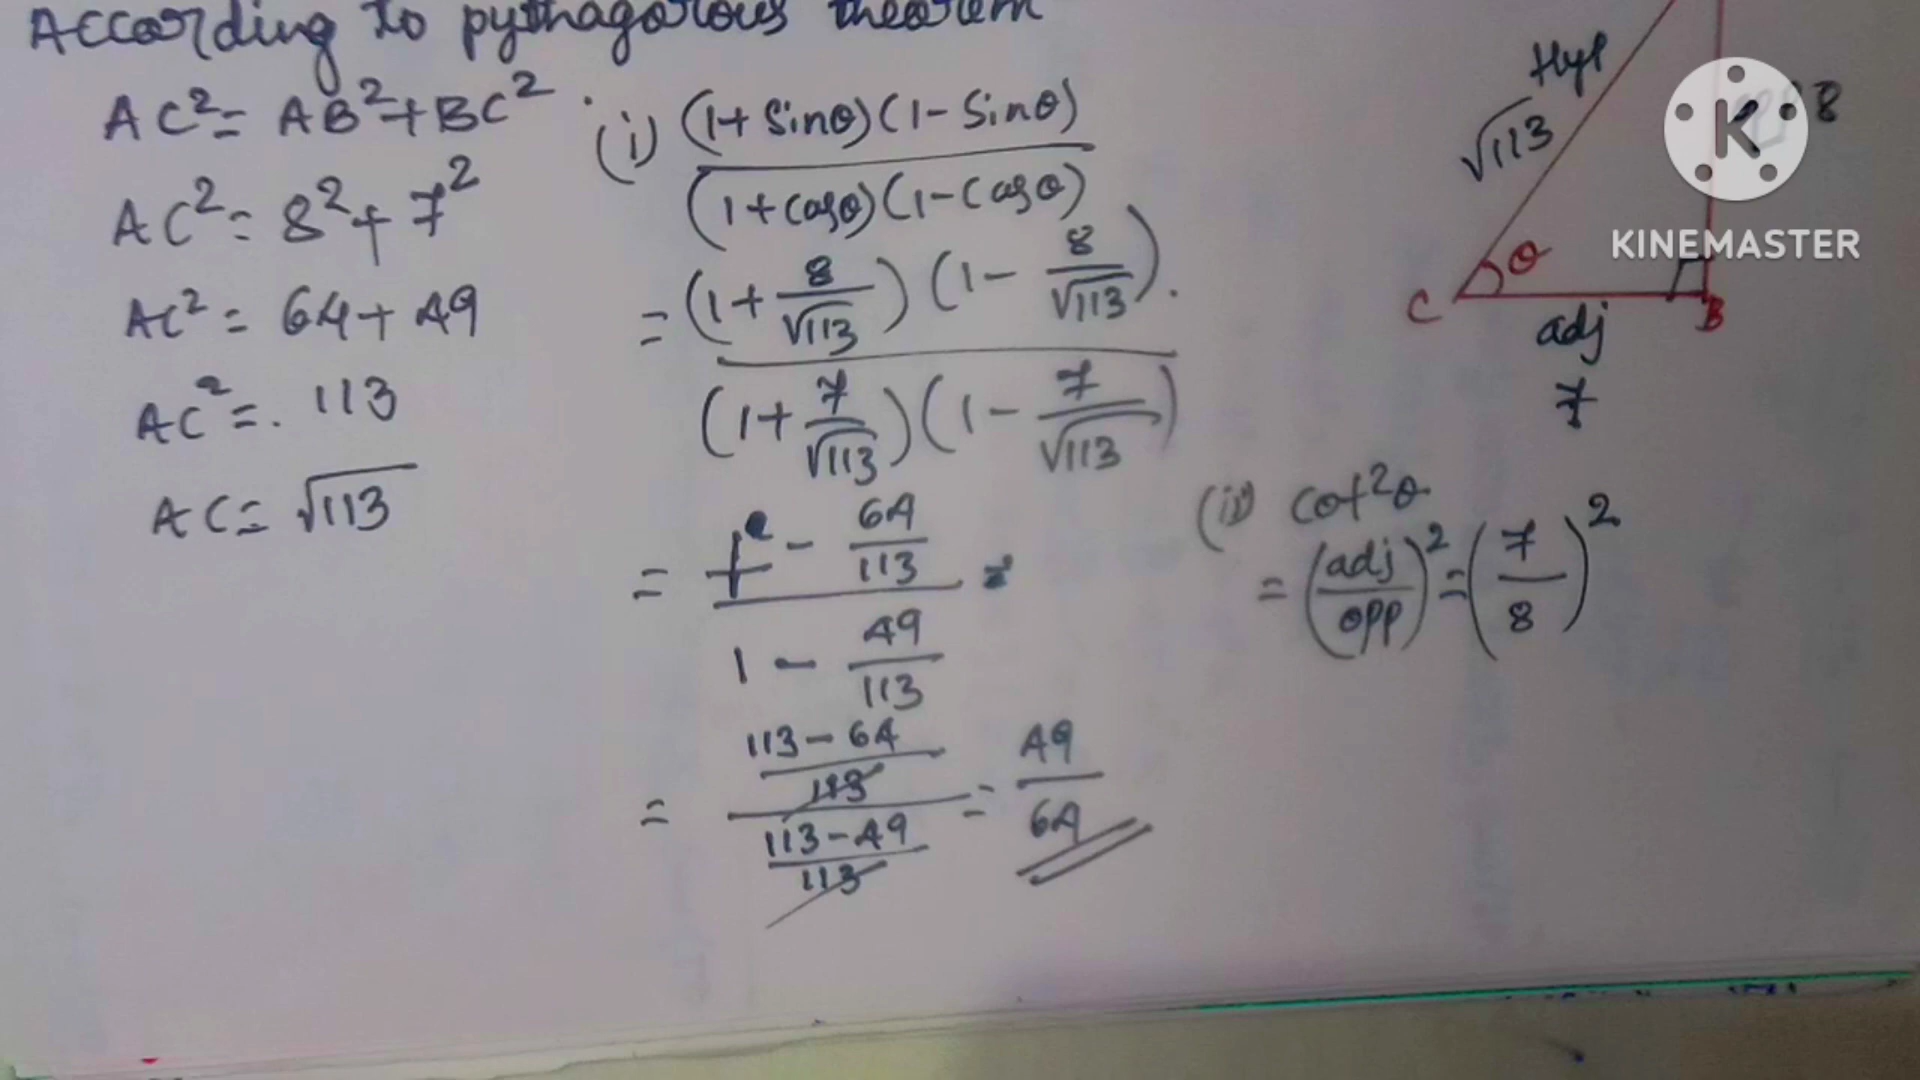 According to pythagorous theorem
AC² = AB² + BC²
AC² = 8² + 7²
AC² = 64 + 49
AC² = 113
AC = √113
(i) (1 + Sinθ)(1 - Sinθ)
(1 + cosθ)(1 - cosθ)
= (1 + 8/√113)(1 - 8/√113)
(1 + 7/√113)(1 - 7/√113)
= 1² - 64/113
1 - 49/113
= 113 - 64
113
113 - 49
113
= 49/64
Hyp
√113
8
KINEMASTER
θ
C
B
adj
7
(ii) cot²θ
= (adj/opp)² = (7/8)²